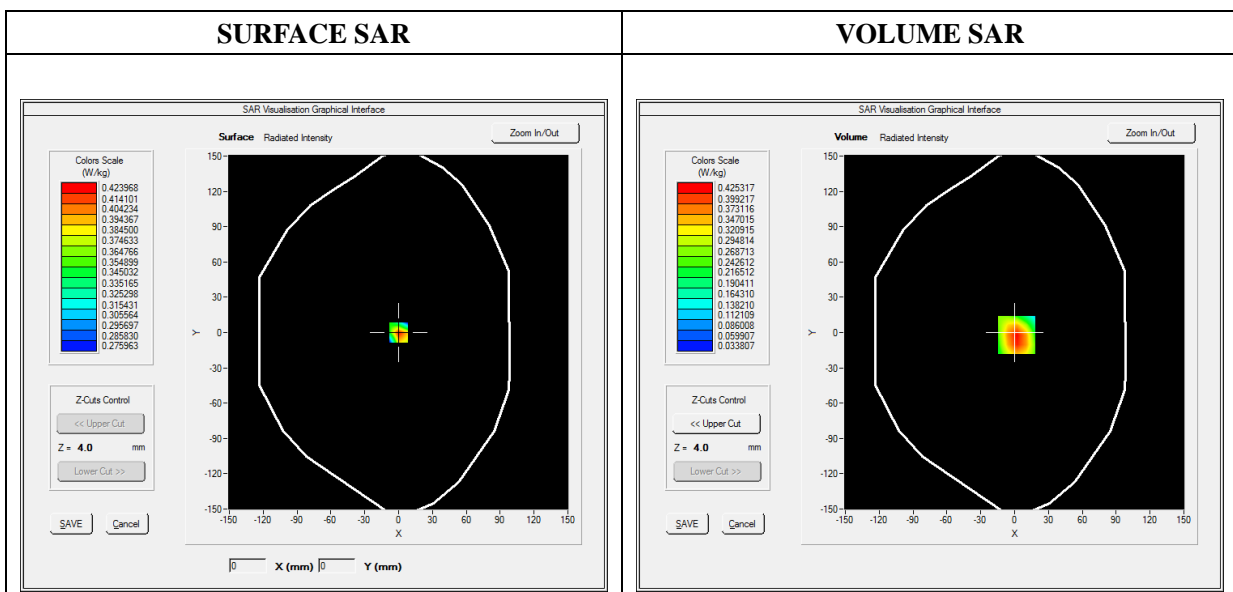 SURFACE SAR
VOLUME SAR
SAR Visualisation Graphical Interface
Surface Radiated Intensity
Zoom In/Out
Colors Scale
(W/kg)
0.423968
0.414101
0.404234
0.394367
0.384500
0.374633
0.364766
0.354899
0.345032
0.335165
0.325298
0.315431
0.305564
0.295697
0.285830
0.275963
Z-Cuts Control
<< Upper Cut
Z = 4.0 mm
Lower Cut >>
SAVE Cancel
150
120
90
60
30
0
-30
-60
-90
-120
-150
Y
-150 -120 -90 -60 -30 0 30 60 90 120 150
X
0 X (mm) 0 Y (mm)
SAR Visualisation Graphical Interface
Volume Radiated Intensity
Zoom In/Out
Colors Scale
(W/kg)
0.425317
0.399217
0.373116
0.347015
0.320915
0.294814
0.268713
0.242612
0.216512
0.190411
0.164310
0.138210
0.112109
0.086008
0.059907
0.033807
Z-Cuts Control
<< Upper Cut
Z = 4.0 mm
Lower Cut >>
SAVE Cancel
150
120
90
60
30
0
-30
-60
-90
-120
-150
Y
-150 -120 -90 -60 -30 0 30 60 90 120 150
X